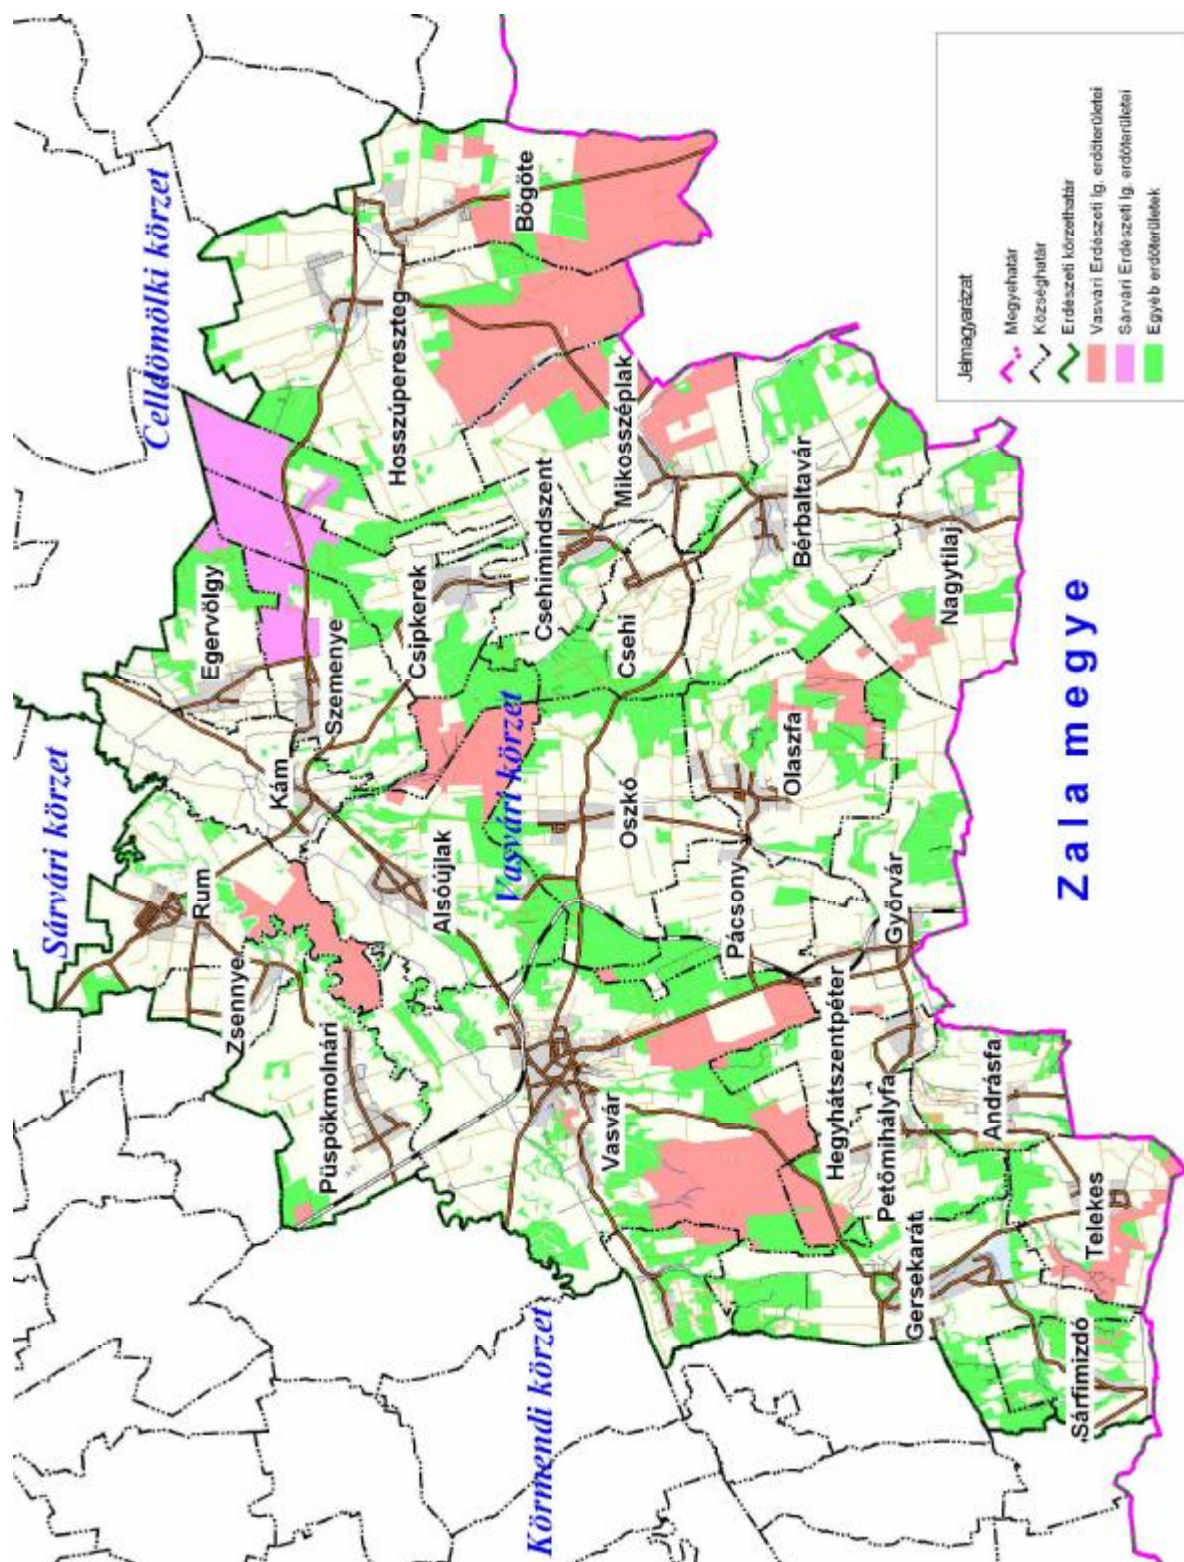 Sárvári körzet
Celldömölki körzet
Rum
Zsennye
Egervölgy
Püspökmolnári
Kám
Szemenye
Hosszúpereszteg
Alsóújlak
Csipkerek
Bögöte
Vasvári körzet
Csehimindszent
Körmendi körzet
Vasvár
Oszkó
Csehi
Mikosszéplak
Pácsony
Olaszfa
Bérbaltavár
Hegyhátszentpéter
Petőmihályfa
Győrvár
Gersekarát
Nagytilaj
Andrásfa
Telekes
Sárfimizdó
Zala megye
Jelmagyarázat
Megyehatár
Községhatár
Erdészeti körzethatár
Vasvári Erdészeti Ig. erdőterületei
Sárvári Erdészeti Ig. erdőterületei
Egyéb erdőterületek